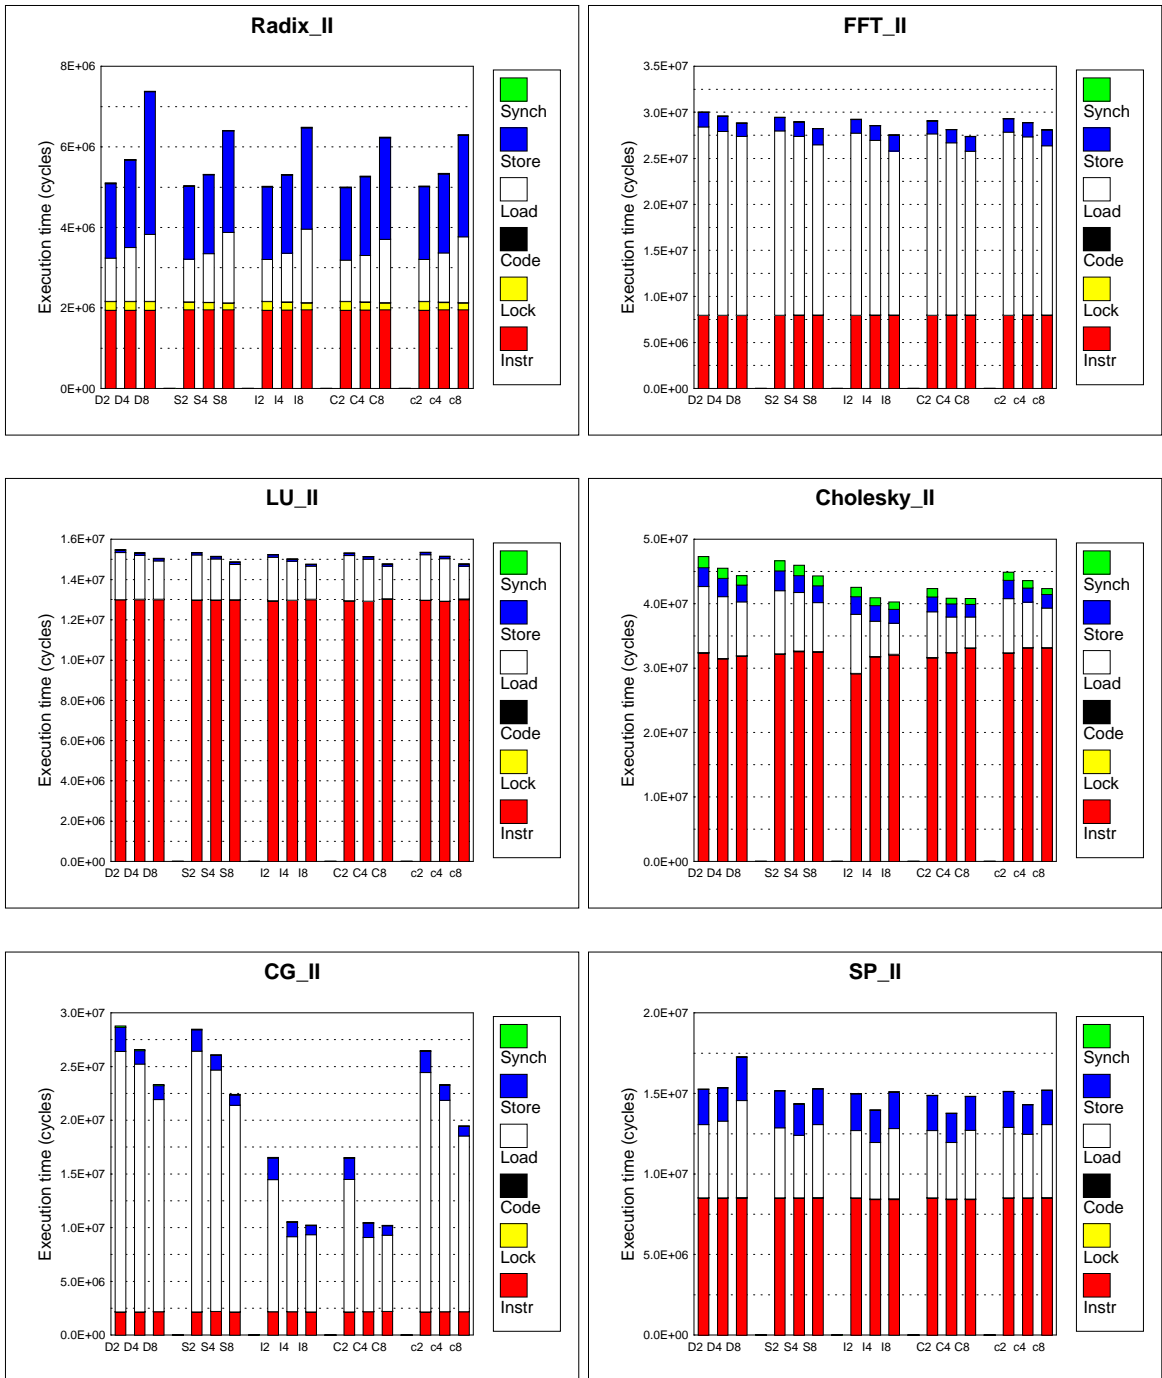 Radix_II
Execution time (cycles)
8E+06
6E+06
4E+06
2E+06
0E+00
D2 D4 D8 S2 S4 S8 I2 I4 I8 C2 C4 C8 c2 c4 c8
Synch
Store
Load
Code
Lock
Instr
FFT_II
Execution time (cycles)
3.5E+07
3.0E+07
2.5E+07
2.0E+07
1.5E+07
1.0E+07
5.0E+06
0.0E+00
D2 D4 D8 S2 S4 S8 I2 I4 I8 C2 C4 C8 c2 c4 c8
Synch
Store
Load
Code
Lock
Instr
LU_II
Execution time (cycles)
1.6E+07
1.4E+07
1.2E+07
1.0E+07
8.0E+06
6.0E+06
4.0E+06
2.0E+06
0.0E+00
D2 D4 D8 S2 S4 S8 I2 I4 I8 C2 C4 C8 c2 c4 c8
Synch
Store
Load
Code
Lock
Instr
Cholesky_II
Execution time (cycles)
5.0E+07
4.0E+07
3.0E+07
2.0E+07
1.0E+07
0.0E+00
D2 D4 D8 S2 S4 S8 I2 I4 I8 C2 C4 C8 c2 c4 c8
Synch
Store
Load
Code
Lock
Instr
CG_II
Execution time (cycles)
3.0E+07
2.5E+07
2.0E+07
1.5E+07
1.0E+07
5.0E+06
0.0E+00
D2 D4 D8 S2 S4 S8 I2 I4 I8 C2 C4 C8 c2 c4 c8
Synch
Store
Load
Code
Lock
Instr
SP_II
Execution time (cycles)
2.0E+07
1.5E+07
1.0E+07
5.0E+06
0.0E+00
D2 D4 D8 S2 S4 S8 I2 I4 I8 C2 C4 C8 c2 c4 c8
Synch
Store
Load
Code
Lock
Instr